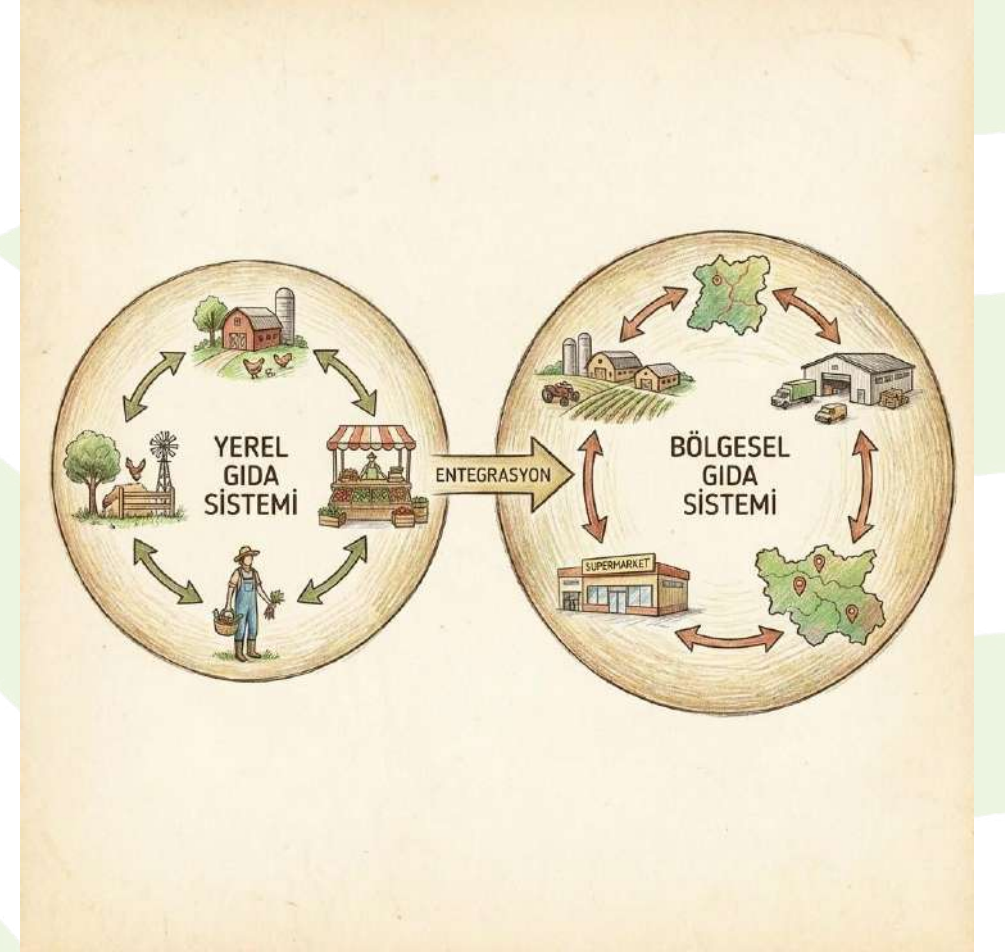 YEREL
GIDA
SİSTEMİ
ENTEGRASYON
BÖLGESEL
GIDA
SİSTEMİ
SUPERMARKET